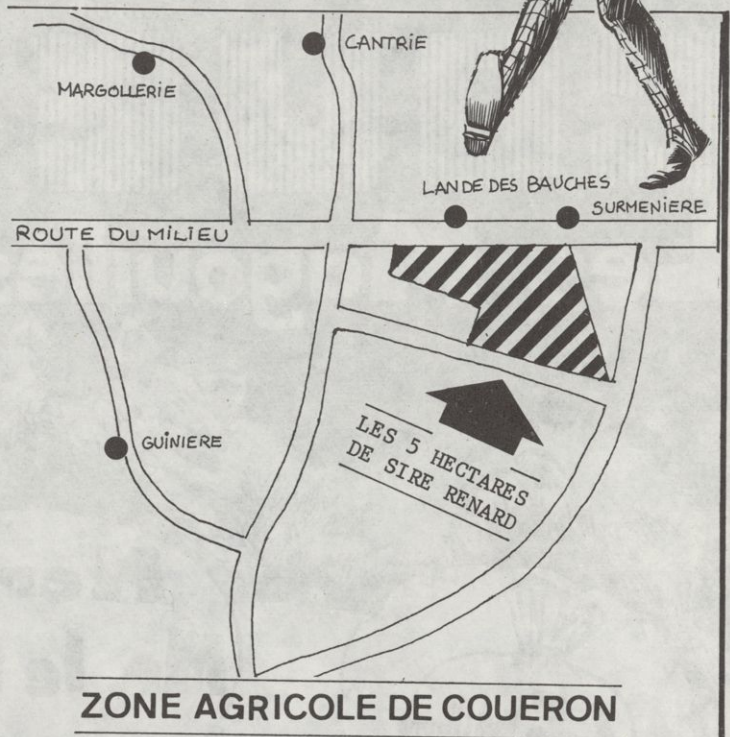 CANTRIE
MARGOLLERIE
LANDE DES BAUCHES
SURMENIERE
ROUTE DU MILIEU
GUINIERE
LES 5 HECTARES
DE SIRE RENARD
ZONE AGRICOLE DE COUERON